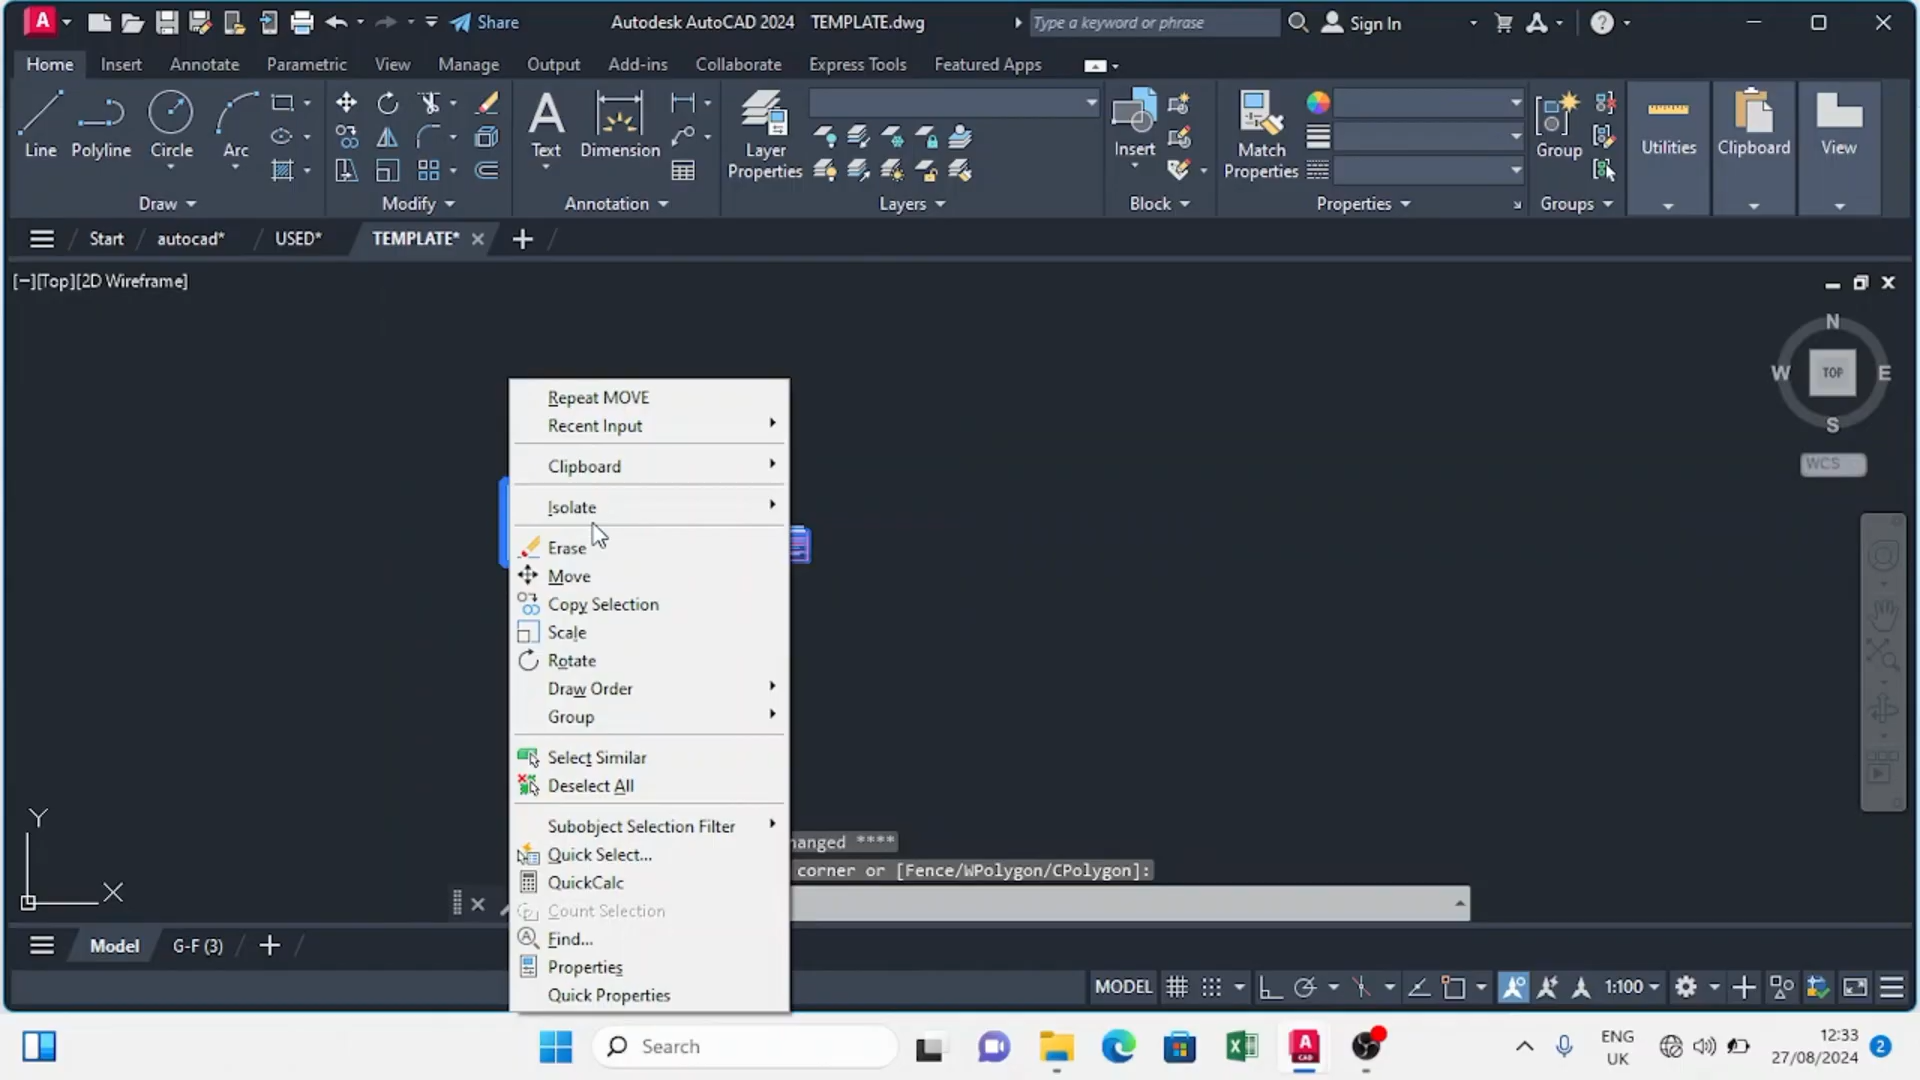 Share
Autodesk AutoCAD 2024 TEMPLATE.dwg
Type a keyword or phrase
Sign In
Home Insert Annotate Parametric View Manage Output Add-ins Collaborate Express Tools Featured Apps
Line Polyline Circle Arc
Text Dimension
Layer Properties
Insert
Match Properties
Group
Utilities Clipboard View
Draw Modify Annotation Layers Block Properties Groups
Start autocad* USED* TEMPLATE*
[−][Top][2D Wireframe]
N
W TOP E
S
WCS
Repeat MOVE
Recent Input
Clipboard
Isolate
Erase
Move
Copy Selection
Scale
Rotate
Draw Order
Group
Select Similar
Deselect All
Subobject Selection Filter
Quick Select...
QuickCalc
Count Selection
Find...
Properties
Quick Properties
Y
X
hanged ****
corner or [Fence/WPolygon/CPolygon]:
Model G-F (3)
MODEL 1:100
Search
ENG
UK
12:33
27/08/2024
2